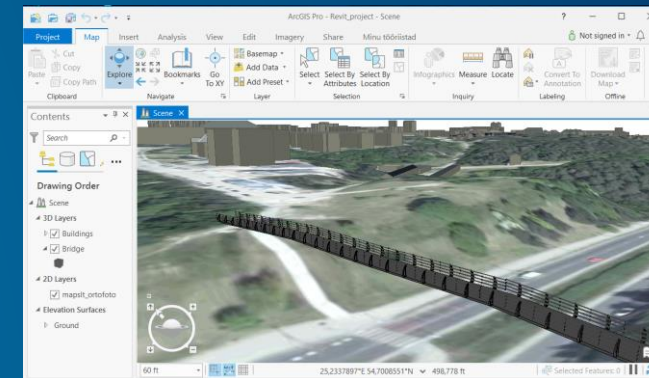 ArcGIS Pro - Revit_project - Scene
Project Map Insert Analysis View Edit Imagery Share Minu tööriistad
Not signed in
Paste
Cut
Copy
Copy Path
Clipboard
Explore
Bookmarks
Go To XY
Navigate
Basemap
Add Data
Add Preset
Layer
Select
Select By Attributes
Select By Location
Selection
Infographics
Measure
Locate
Inquiry
Convert To Annotation
Labeling
Download Map
Offline
Contents
Search
Drawing Order
Scene
3D Layers
Buildings
Bridge
2D Layers
mapslt_ortofoto
Elevation Surfaces
Ground
Scene
60 ft
25,2337897°E 54,7008551°N
498,778 ft
Selected Features: 0